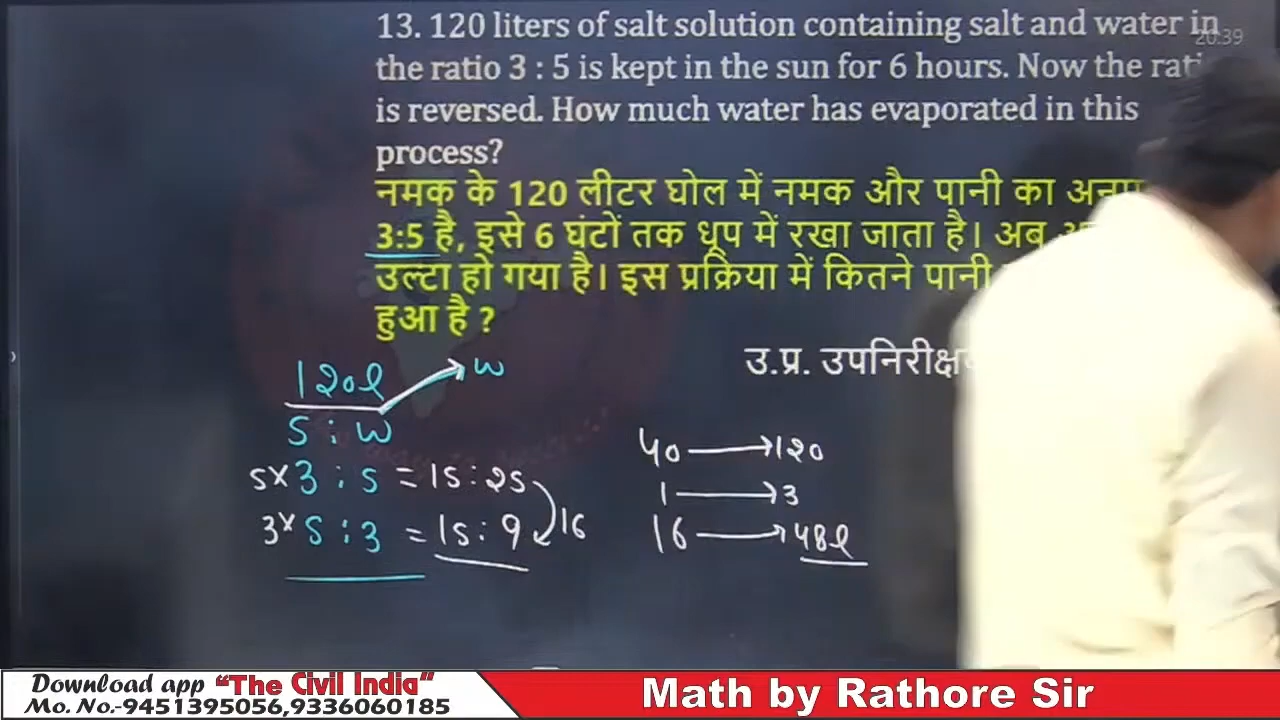 13. 120 liters of salt solution containing salt and water in
20:39
the ratio 3 : 5 is kept in the sun for 6 hours. Now the
is reversed. How much water has evaporated in this
process?
नमक के 120 लीटर घोल में नमक और पानी का
3:5 है, इसे 6 घंटों तक धूप में रखा जाता है। अब
उल्टा हो गया है। इस प्रक्रिया में कितने पानी
हुआ है ?
उ.प्र.
120l → w
S : W
5× 3 : 5 = 15 : 25
3× 5 : 3 = 15 : 9 16
40 → 120
1 → 3
16 → 48l
Download app "The Civil India"
Mo. No.-9451395056,9336060185
Math by Rathore Sir